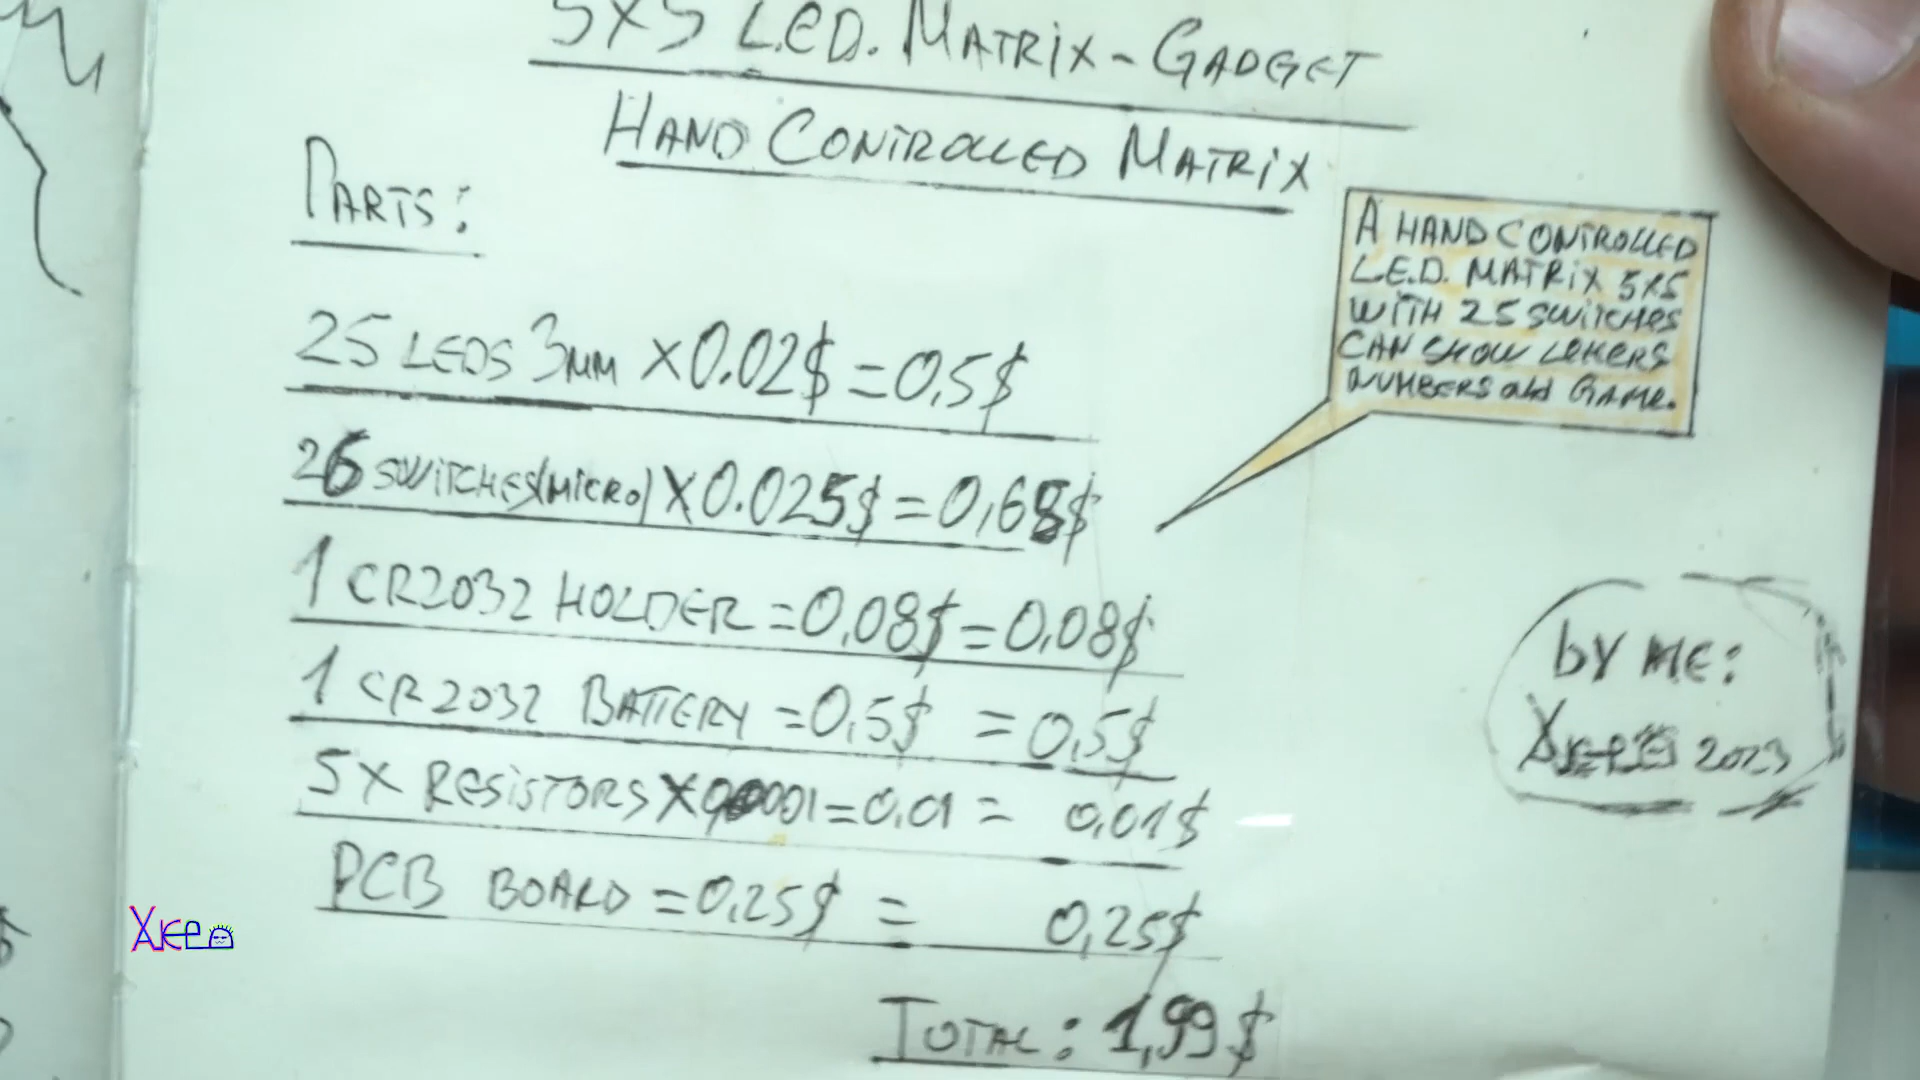 5X5 L.E.D. MATRIX - GADGET
HAND CONTROLLED MATRIX
PARTS:
A HAND CONTROLLED
L.E.D. MATRIX 5X5
WITH 25 SWITCHES
CAN SHOW LETTERS
NUMBERS and GAME.
25 LEDS 3MM X0.02$ = 0,5$
26 SWITCHES(MICRO) X0.025$ = 0,65$
1 CR2032 HOLDER = 0,08$ = 0,08$
1 CR2032 BATTERY = 0,5$ = 0,5$
5X RESISTORS = 0,01 = 0,01$
PCB BOARD = 0,25$ = 0,25$
TOTAL: 1,99$
bY ME:
2023